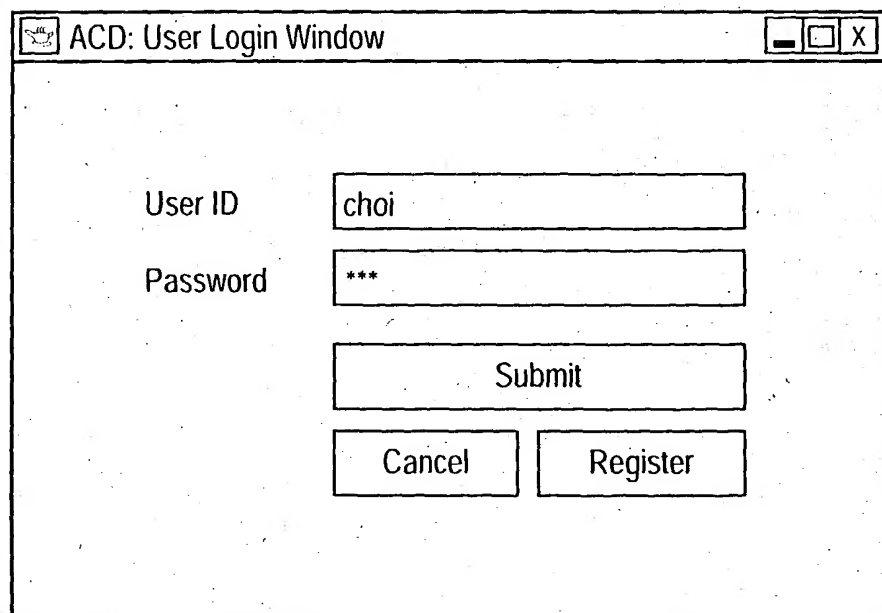 ACD: User Login Window X
User ID choi
Password ***
Submit
Cancel Register